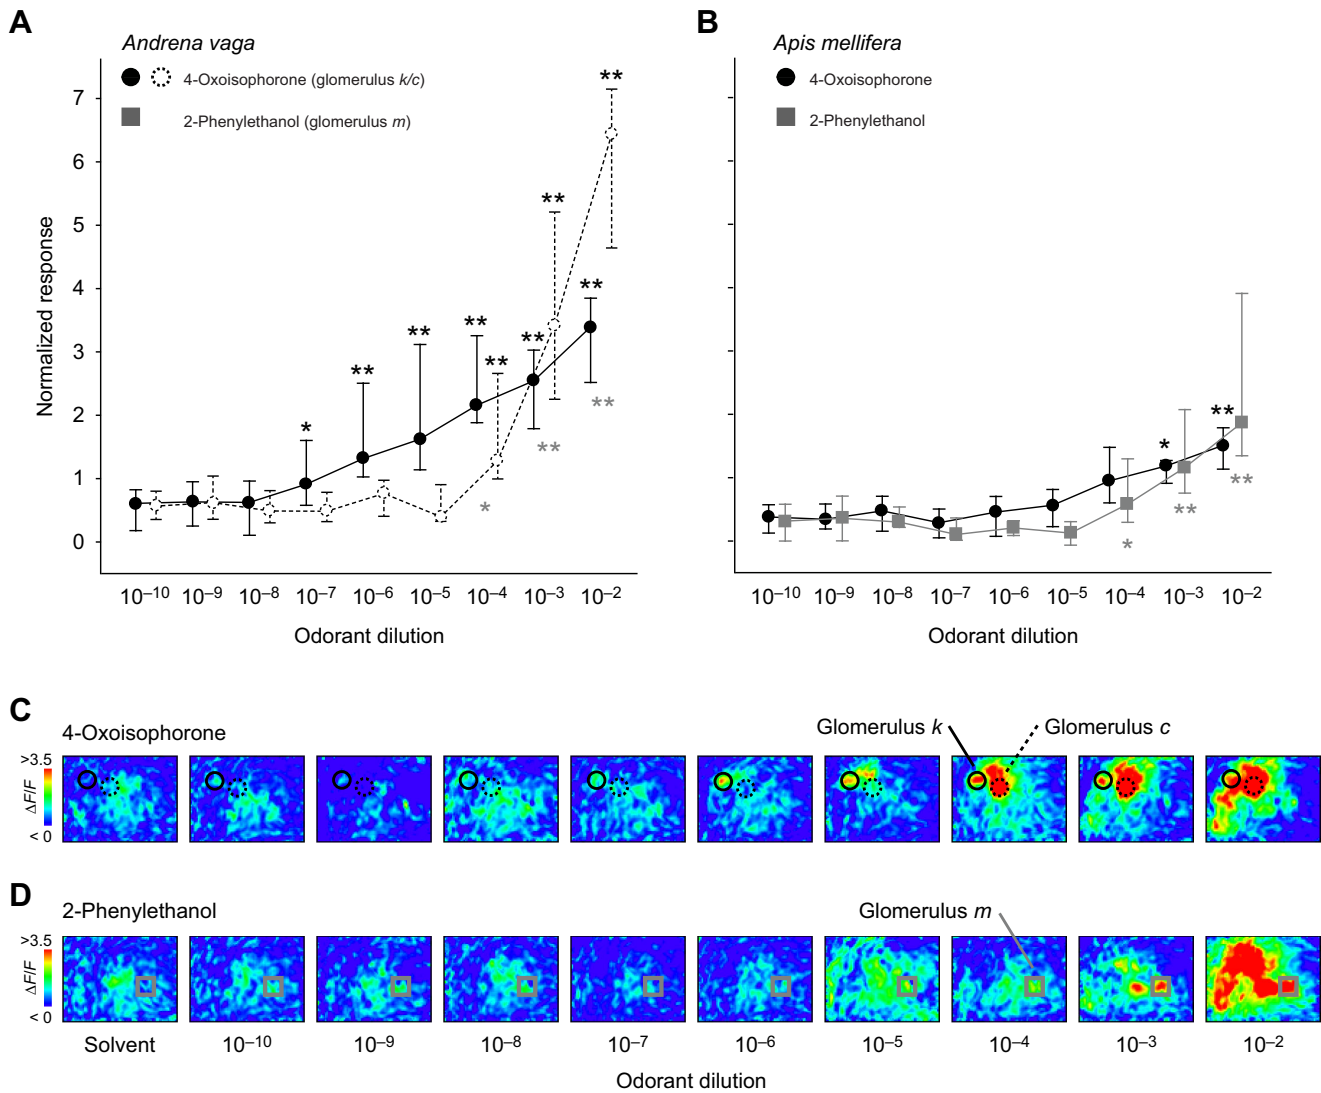 A
Andrena vaga
4-Oxoisophorone (glomerulus k/c)
2-Phenylethanol (glomerulus m)
Normalized response
7
6
5
4
3
2
1
0
**
**
**
**
**
**
**
**
*
*
**
**
10–10 10–9 10–8 10–7 10–6 10–5 10–4 10–3 10–2
Odorant dilution
B
Apis mellifera
4-Oxoisophorone
2-Phenylethanol
**
*
**
**
*
10–10 10–9 10–8 10–7 10–6 10–5 10–4 10–3 10–2
Odorant dilution
C
4-Oxoisophorone
Glomerulus k
Glomerulus c
>3.5
ΔF/F
< 0
D
2-Phenylethanol
Glomerulus m
>3.5
ΔF/F
< 0
Solvent 10–10 10–9 10–8 10–7 10–6 10–5 10–4 10–3 10–2
Odorant dilution